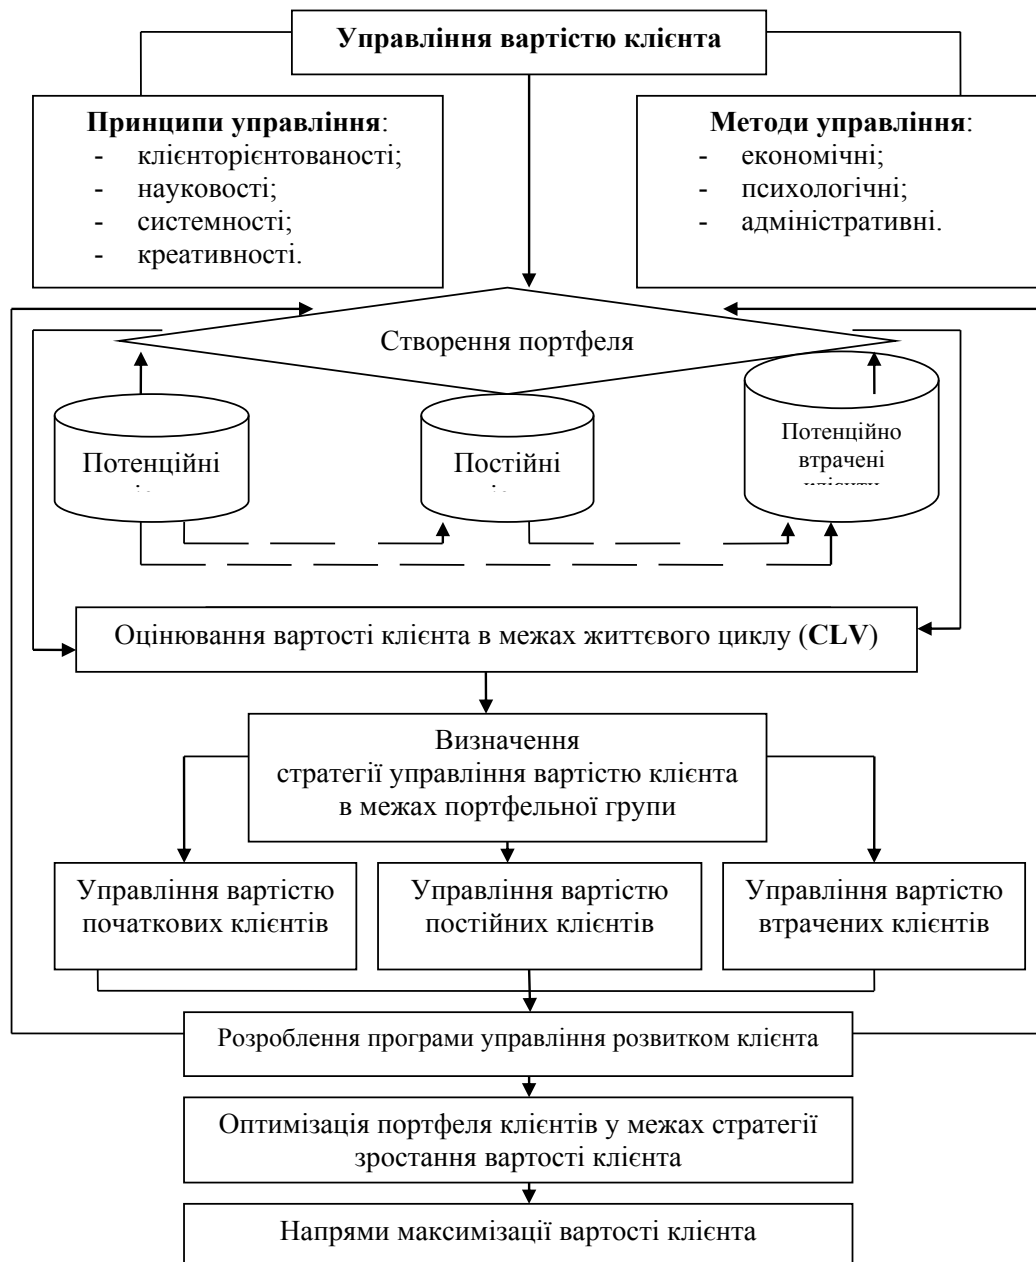 Управління вартістю клієнта
Принципи управління:
- клієнторієнтованості;
- науковості;
- системності;
- креативності.
Методи управління:
- економічні;
- психологічні;
- адміністративні.
Створення портфеля
Потенційні
Постійні
Потенційно
втрачені
Оцінювання вартості клієнта в межах життєвого циклу (CLV)
Визначення
стратегії управління вартістю клієнта
в межах портфельної групи
Управління вартістю
початкових клієнтів
Управління вартістю
постійних клієнтів
Управління вартістю
втрачених клієнтів
Розроблення програми управління розвитком клієнта
Оптимізація портфеля клієнтів у межах стратегії
зростання вартості клієнта
Напрями максимізації вартості клієнта